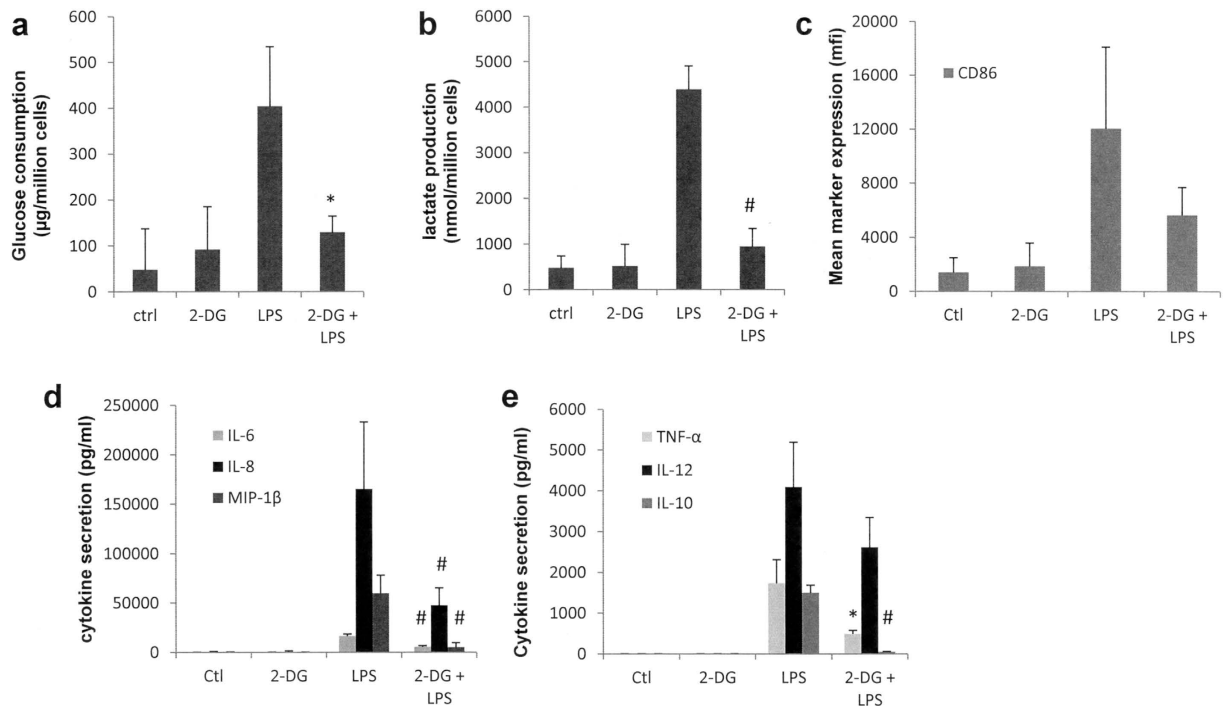 a
Glucose consumption
(µg/million cells)
600
500
400
300
200
100
0
*
ctrl 2-DG LPS 2-DG +
LPS
b
lactate production
(nmol/million cells)
6000
5000
4000
3000
2000
1000
0
#
ctrl 2-DG LPS 2-DG +
LPS
c
Mean marker expression (mfi)
20000
16000
12000
8000
4000
0
CD86
Ctl 2-DG LPS 2-DG +
LPS
d
cytokine secretion (pg/ml)
250000
200000
150000
100000
50000
0
IL-6
IL-8
MIP-1β
#
# #
Ctl 2-DG LPS 2-DG +
LPS
e
Cytokine secretion (pg/ml)
6000
5000
4000
3000
2000
1000
0
TNF-α
IL-12
IL-10
* #
Ctl 2-DG LPS 2-DG +
LPS